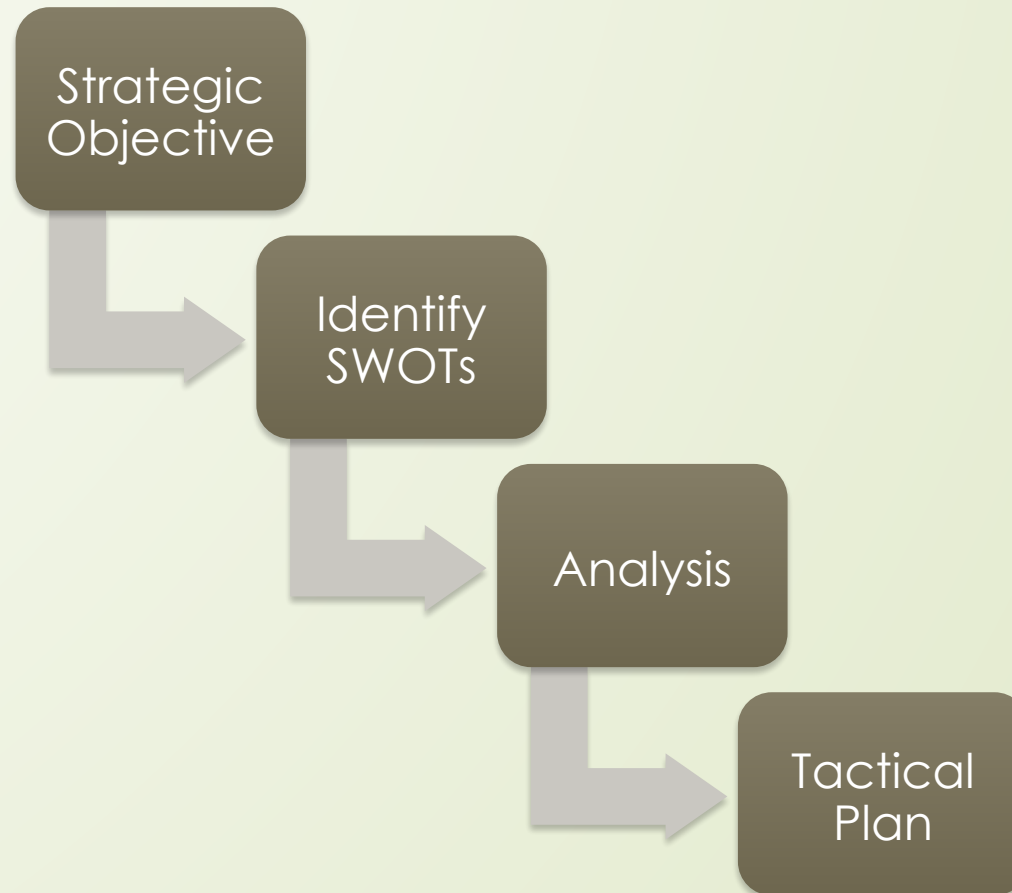 Strategic
Objective
Identify
SWOTs
Analysis
Tactical
Plan